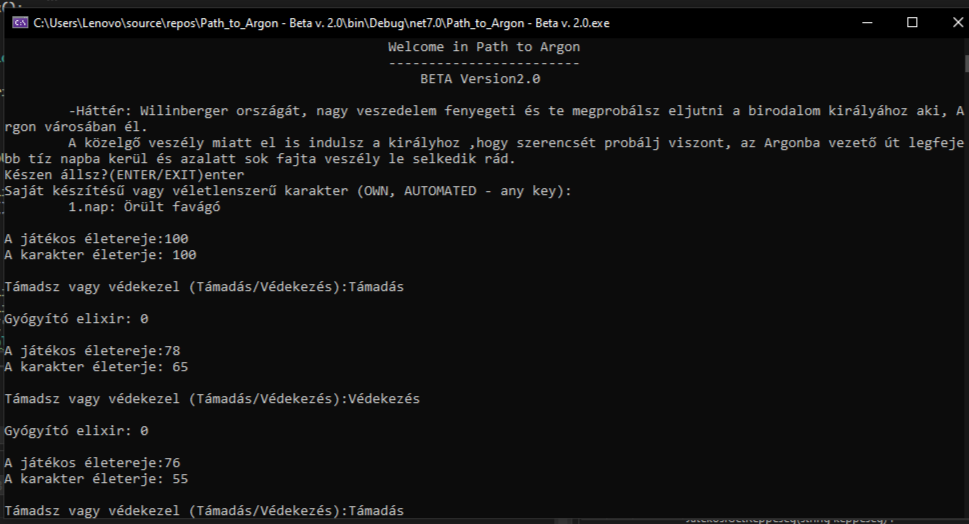 C:\Users\Lenovo\source\repos\Path_to_Argon - Beta v. 2.0\bin\Debug\net7.0\Path_to_Argon - Beta v. 2.0.exe
Welcome in Path to Argon
------------------------
BETA Version2.0
-Háttér: Wilinberger országát, nagy veszedelem fenyegeti és te megprobálsz eljutni a birodalom királyához aki, A
rgon városában él.
A közelgő veszély miatt el is indulsz a királyhoz ,hogy szerencsét probálj viszont, az Argonba vezető út legfeje
bb tíz napba kerül és azalatt sok fajta veszély le selkedik rád.
Készen állsz?(ENTER/EXIT)enter
Saját készítésű vagy véletlenszerű karakter (OWN, AUTOMATED - any key):
1.nap: Örült favágó
A játékos életereje:100
A karakter életerje: 100
Támadsz vagy védekezel (Támadás/Védekezés):Támadás
Gyógyító elixir: 0
A játékos életereje:78
A karakter életerje: 65
Támadsz vagy védekezel (Támadás/Védekezés):Védekezés
Gyógyító elixir: 0
A játékos életereje:76
A karakter életerje: 55
Támadsz vagy védekezel (Támadás/Védekezés):Támadás